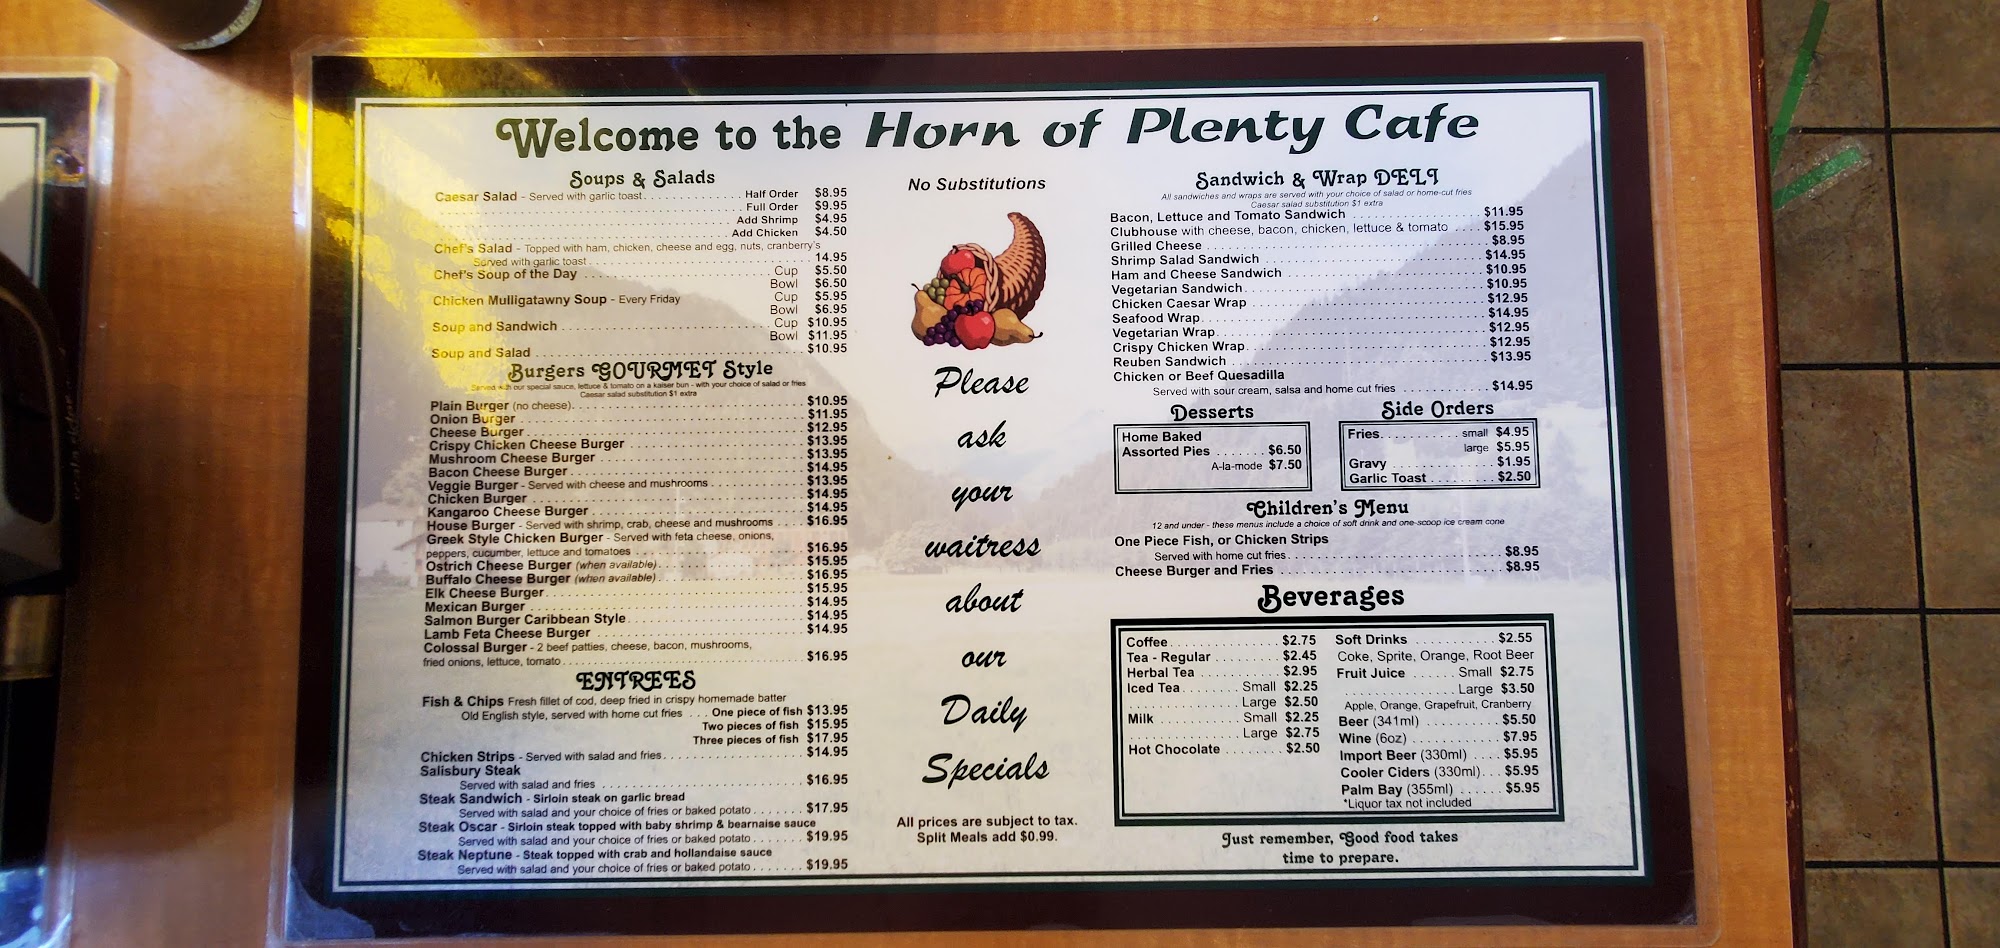 Welcome to the Horn of Plenty Cafe
Soups & Salads
Caesar Salad - Served with garlic toast. . . . . . . . . . . . . . . . Half Order $8.95
Full Order $9.95
Add Shrimp $4.95
Add Chicken $4.50
Chef's Salad - Topped with ham, chicken, cheese and egg, nuts, cranberry's
Served with garlic toast . . . . . . 14.95
Chef's Soup of the Day . . . . . . Cup $5.50
Bowl $6.50
Chicken Mulligatawny Soup - Every Friday Cup $5.95
Bowl $6.95
Soup and Sandwich . . . . . . Cup $10.95
Bowl $11.95
Soup and Salad . . . . . . $10.95
Burgers GOURMET Style
Served with our special sauce, lettuce & tomato on a kaiser bun - with your choice of salad or fries
Caesar salad substitution $1 extra
Plain Burger (no cheese). . . . . . $10.95
Onion Burger . . . . . . $11.95
Cheese Burger . . . . . . $12.95
Crispy Chicken Cheese Burger . . . . . . $13.95
Mushroom Cheese Burger . . . . . . $13.95
Bacon Cheese Burger . . . . . . $14.95
Veggie Burger - Served with cheese and mushrooms . . . . . . $13.95
Chicken Burger . . . . . . $14.95
Kangaroo Cheese Burger . . . . . . $14.95
House Burger - Served with shrimp, crab, cheese and mushrooms . . . . $16.95
Greek Style Chicken Burger - Served with feta cheese, onions,
peppers, cucumber, lettuce and tomatoes . . . . . . $16.95
Ostrich Cheese Burger (when available). . . . . . $15.95
Buffalo Cheese Burger (when available). . . . . . $16.95
Elk Cheese Burger. . . . . . $15.95
Mexican Burger . . . . . . $14.95
Salmon Burger Caribbean Style. . . . . . $14.95
Lamb Feta Cheese Burger . . . . . . $14.95
Colossal Burger - 2 beef patties, cheese, bacon, mushrooms,
fried onions, lettuce, tomato . . . . . . $16.95
ENTREES
Fish & Chips Fresh fillet of cod, deep fried in crispy homemade batter
Old English style, served with home cut fries . . . One piece of fish $13.95
Two pieces of fish $15.95
Three pieces of fish $17.95
Chicken Strips - Served with salad and fries. . . . . . $14.95
Salisbury Steak
Served with salad and fries . . . . . . $16.95
Steak Sandwich - Sirloin steak on garlic bread
Served with salad and your choice of fries or baked potato . . . . . . $17.95
Steak Oscar - Sirloin steak topped with baby shrimp & bearnaise sauce
Served with salad and your choice of fries or baked potato . . . . . . $19.95
Steak Neptune - Steak topped with crab and hollandaise sauce
Served with salad and your choice of fries or baked potato . . . . . . $19.95
No Substitutions
Please
ask
your
waitress
about
our
Daily
Specials
All prices are subject to tax.
Split Meals add $0.99.
Sandwich & Wrap DELI
All sandwiches and wraps are served with your choice of salad or home-cut fries
Caesar salad substitution $1 extra
Bacon, Lettuce and Tomato Sandwich . . . . . . $11.95
Clubhouse with cheese, bacon, chicken, lettuce & tomato . . . . $15.95
Grilled Cheese . . . . . . $8.95
Shrimp Salad Sandwich . . . . . . $14.95
Ham and Cheese Sandwich . . . . . . $10.95
Vegetarian Sandwich. . . . . . $10.95
Chicken Caesar Wrap . . . . . . $12.95
Seafood Wrap. . . . . . $14.95
Vegetarian Wrap. . . . . . $12.95
Crispy Chicken Wrap. . . . . . $12.95
Reuben Sandwich . . . . . . $13.95
Chicken or Beef Quesadilla
Served with sour cream, salsa and home cut fries . . . . . . $14.95
Desserts
Home Baked
Assorted Pies . . . . . . $6.50
A-la-mode $7.50
Side Orders
Fries. . . . . . small $4.95
large $5.95
Gravy . . . . . . $1.95
Garlic Toast . . . . . . $2.50
Children's Menu
12 and under - these menus include a choice of soft drink and one-scoop ice cream cone
One Piece Fish, or Chicken Strips
Served with home cut fries. . . . . . $8.95
Cheese Burger and Fries . . . . . . $8.95
Beverages
Coffee. . . . . . $2.75
Tea - Regular . . . . . . $2.45
Herbal Tea . . . . . . $2.95
Iced Tea. . . . . . Small $2.25
Large $2.50
Milk . . . . . . Small $2.25
Large $2.75
Hot Chocolate . . . . . . $2.50
Soft Drinks . . . . . . $2.55
Coke, Sprite, Orange, Root Beer
Fruit Juice . . . . . . Small $2.75
Large $3.50
Apple, Orange, Grapefruit, Cranberry
Beer (341ml) . . . . . . $5.50
Wine (6oz) . . . . . . $7.95
Import Beer (330ml) . . . . $5.95
Cooler Ciders (330ml). . . $5.95
Palm Bay (355ml) . . . . . . $5.95
*Liquor tax not included
Just remember, Good food takes
time to prepare.